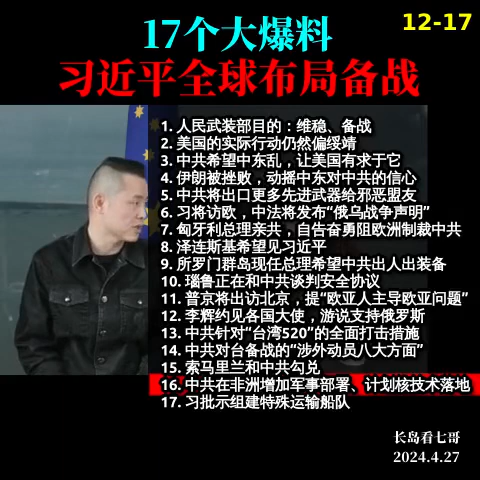 12-17
17个大爆料
习近平全球布局备战
1. 人民武装部目的：维稳、备战
2. 美国的实际行动仍然偏绥靖
3. 中共希望中东乱，让美国有求于它
4. 伊朗被挫败，动摇中东对中共的信心
5. 中共将出口更多先进武器给邪恶盟友
6. 习将访欧，中法将发布“俄乌战争声明”
7. 匈牙利总理亲共，自告奋勇阻欧洲制裁中共
8. 泽连斯基希望见习近平
9. 所罗门群岛现任总理希望中共出人出装备
10. 瑙鲁正在和中共谈判安全协议
11. 普京将出访北京，提“欧亚人主导欧亚问题”
12. 李辉约见各国大使，游说支持俄罗斯
13. 中共针对“台湾520”的全面打击措施
14. 中共对台备战的“涉外动员八大方面”
15. 索马里兰和中共勾兑
16. 中共在非洲增加军事部署、计划核技术落地
17. 习批示组建特殊运输船队
长岛看七哥
2024.4.27